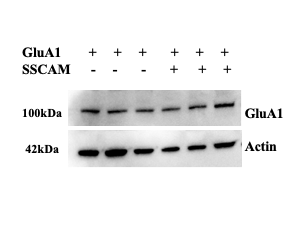 GluA1 + + + + + +
SSCAM - - - + + +
100kDa GluA1
42kDa Actin